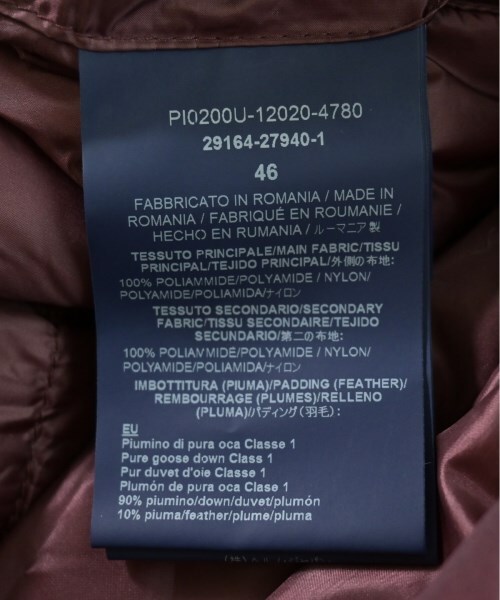 PI0200U-12020-4780
29164-27940-1
46
FABBRICATO IN ROMANIA / MADE IN
ROMANIA / FABRIQUÉ EN ROUMANIE /
HECHO EN RUMANIA / ルーマニア製
TESSUTO PRINCIPALE/MAIN FABRIC/TISSU
PRINCIPAL/TEJIDO PRINCIPAL/外側の布地:
100% POLIAMMIDE/POLYAMIDE / NYLON/
POLYAMIDE/POLIAMIDA/ナイロン
TESSUTO SECONDARIO/SECONDARY
FABRIC/TISSU SECONDAIRE/TEJIDO
SECUNDARIO/第二の布地:
100% POLIAMMIDE/POLYAMIDE / NYLON/
POLYAMIDE/POLIAMIDA/ナイロン
IMBOTTITURA (PIUMA)/PADDING (FEATHER)/
REMBOURRAGE (PLUMES)/RELLENO
(PLUMA)/パディング（羽毛）:
EU
Piumino di pura oca Classe 1
Pure goose down Class 1
Pur duvet d'oie Classe 1
Plumón de pura oca Classe 1
90% piumino/down/duvet/plumón
10% piuma/feather/plume/pluma